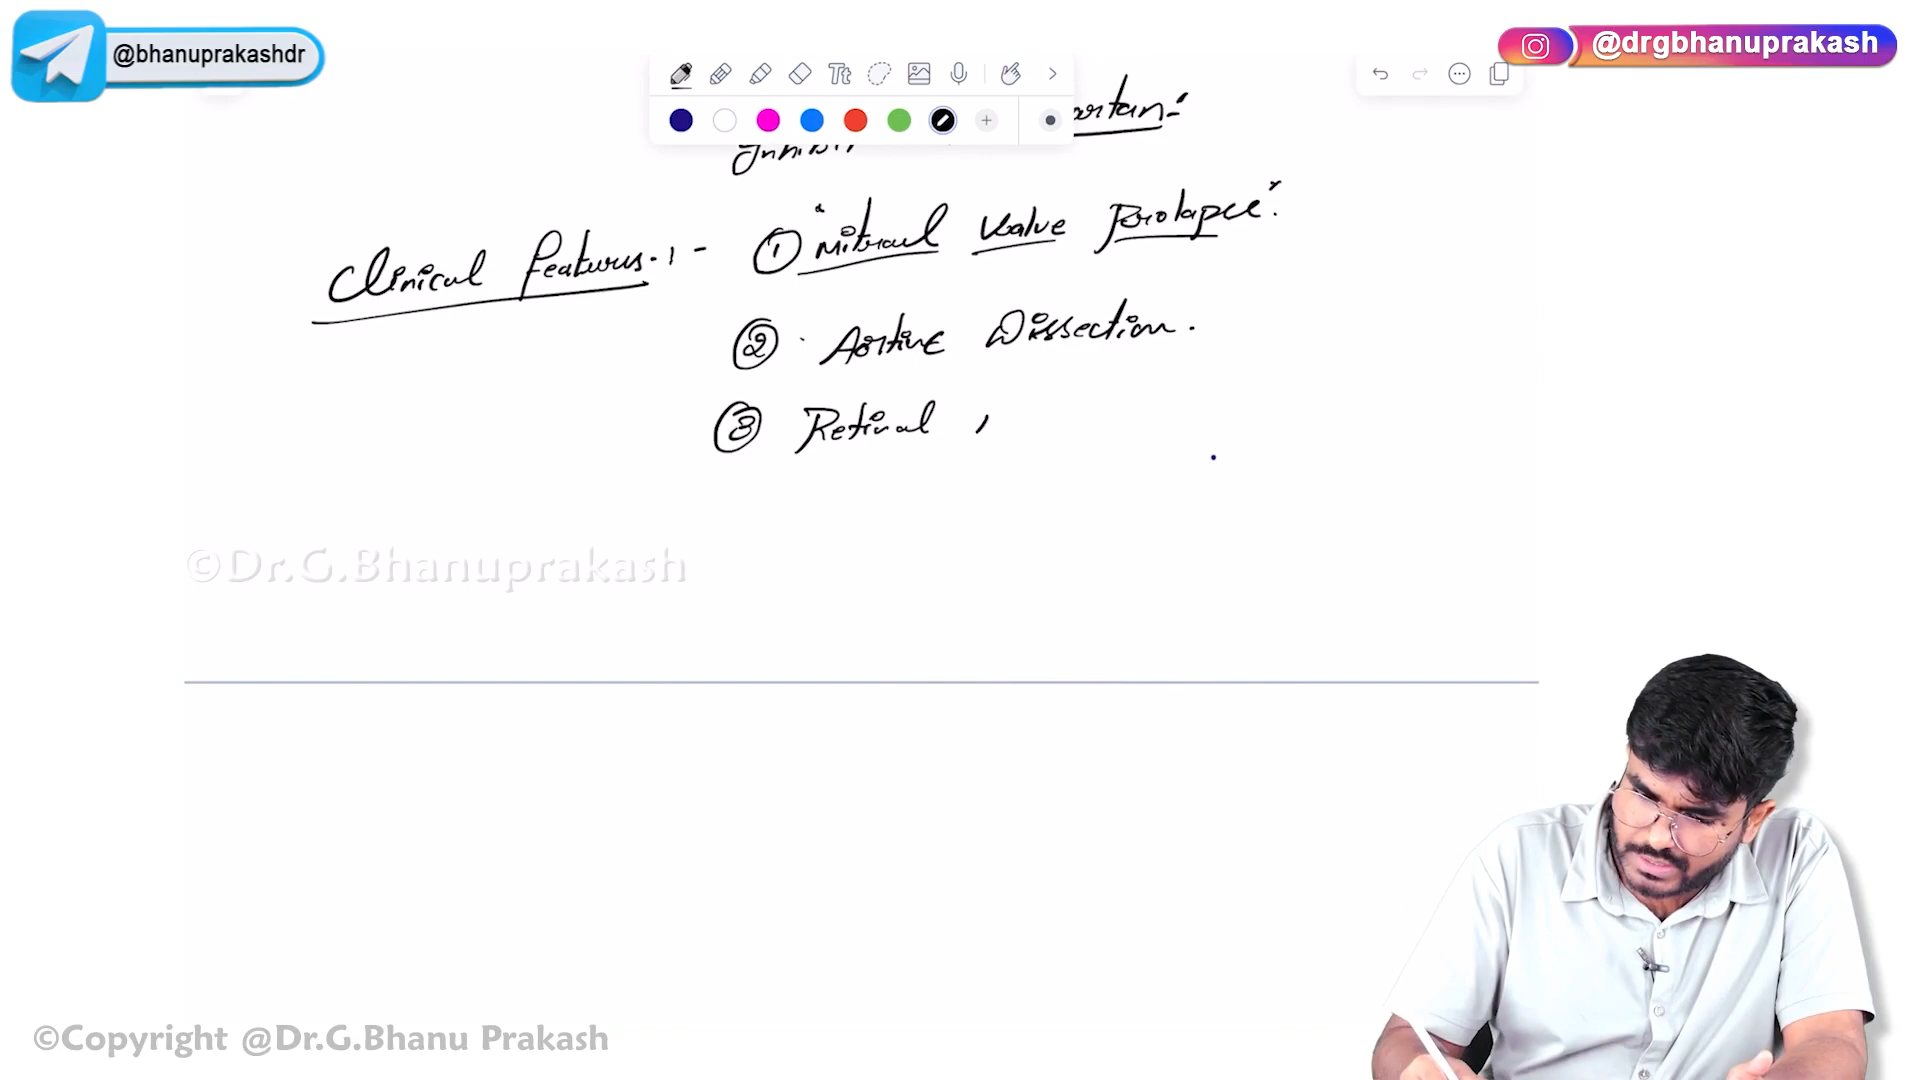 @bhanuprakashdr
@drgbhanuprakash
Tt
Clinical features :- ① Mitral Valve Prolapse.
② Aortic Dissection.
③ Retinal
©Dr.G.Bhanuprakash
©Copyright @Dr.G.Bhanu Prakash